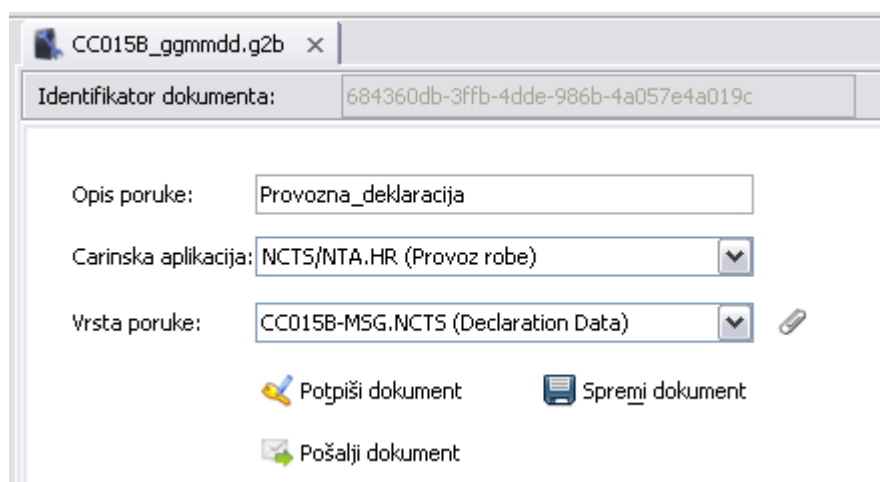 CC015B_ggmmdd.g2b
Identifikator dokumenta: 684360db-3ffb-4dde-986b-4a057e4a019c
Opis poruke: Provozna_deklaracija
Carinska aplikacija: NCTS/NTA.HR (Provoz robe)
Vrsta poruke: CC015B-MSG.NCTS (Declaration Data)
Potpiši dokument Spremi dokument
Pošalji dokument